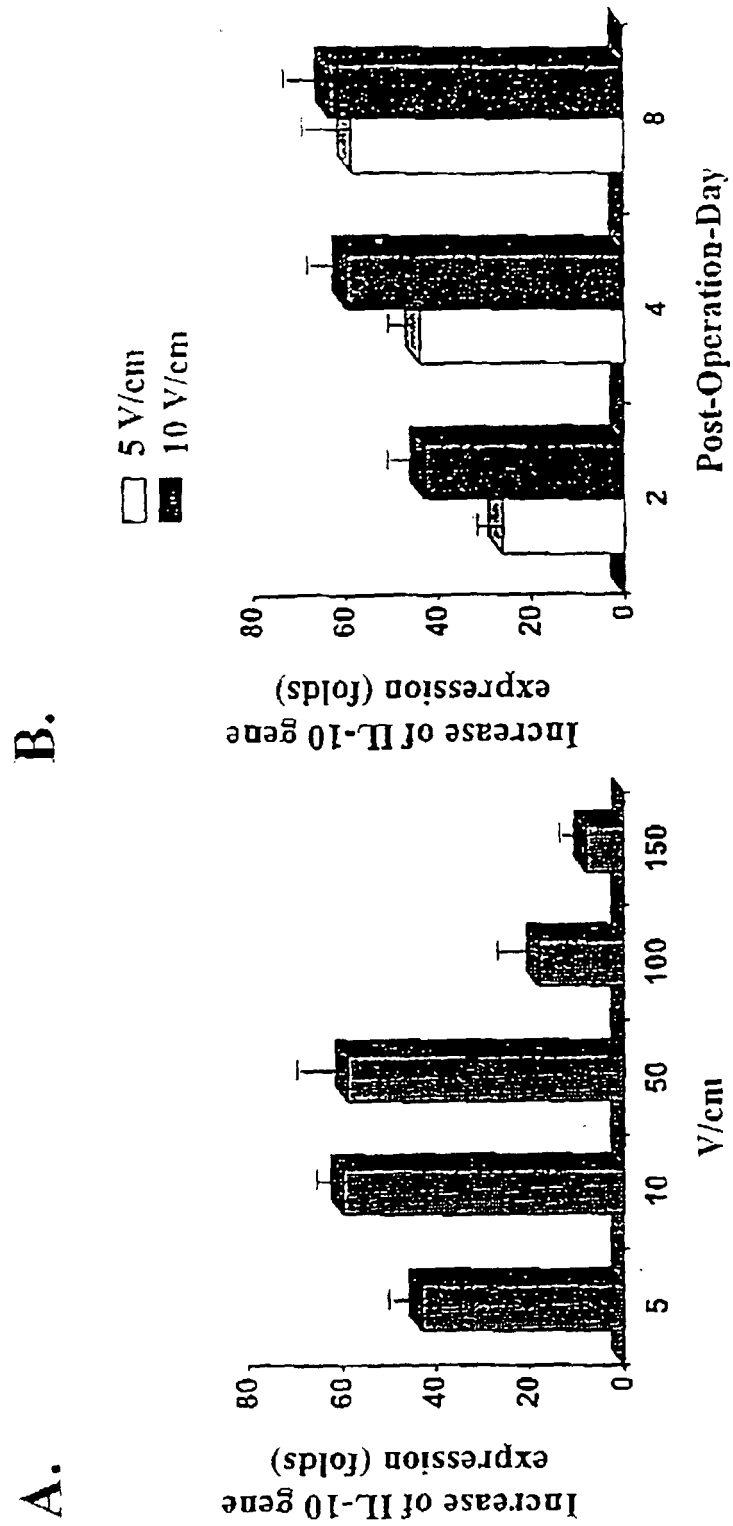 A.
Increase of IL-10 gene
expression (folds)
80
60
40
20
0
5 10 50 100 150
V/cm
B.
5 V/cm
10 V/cm
Increase of IL-10 gene
expression (folds)
80
60
40
20
0
2 4 8
Post-Operation-Day